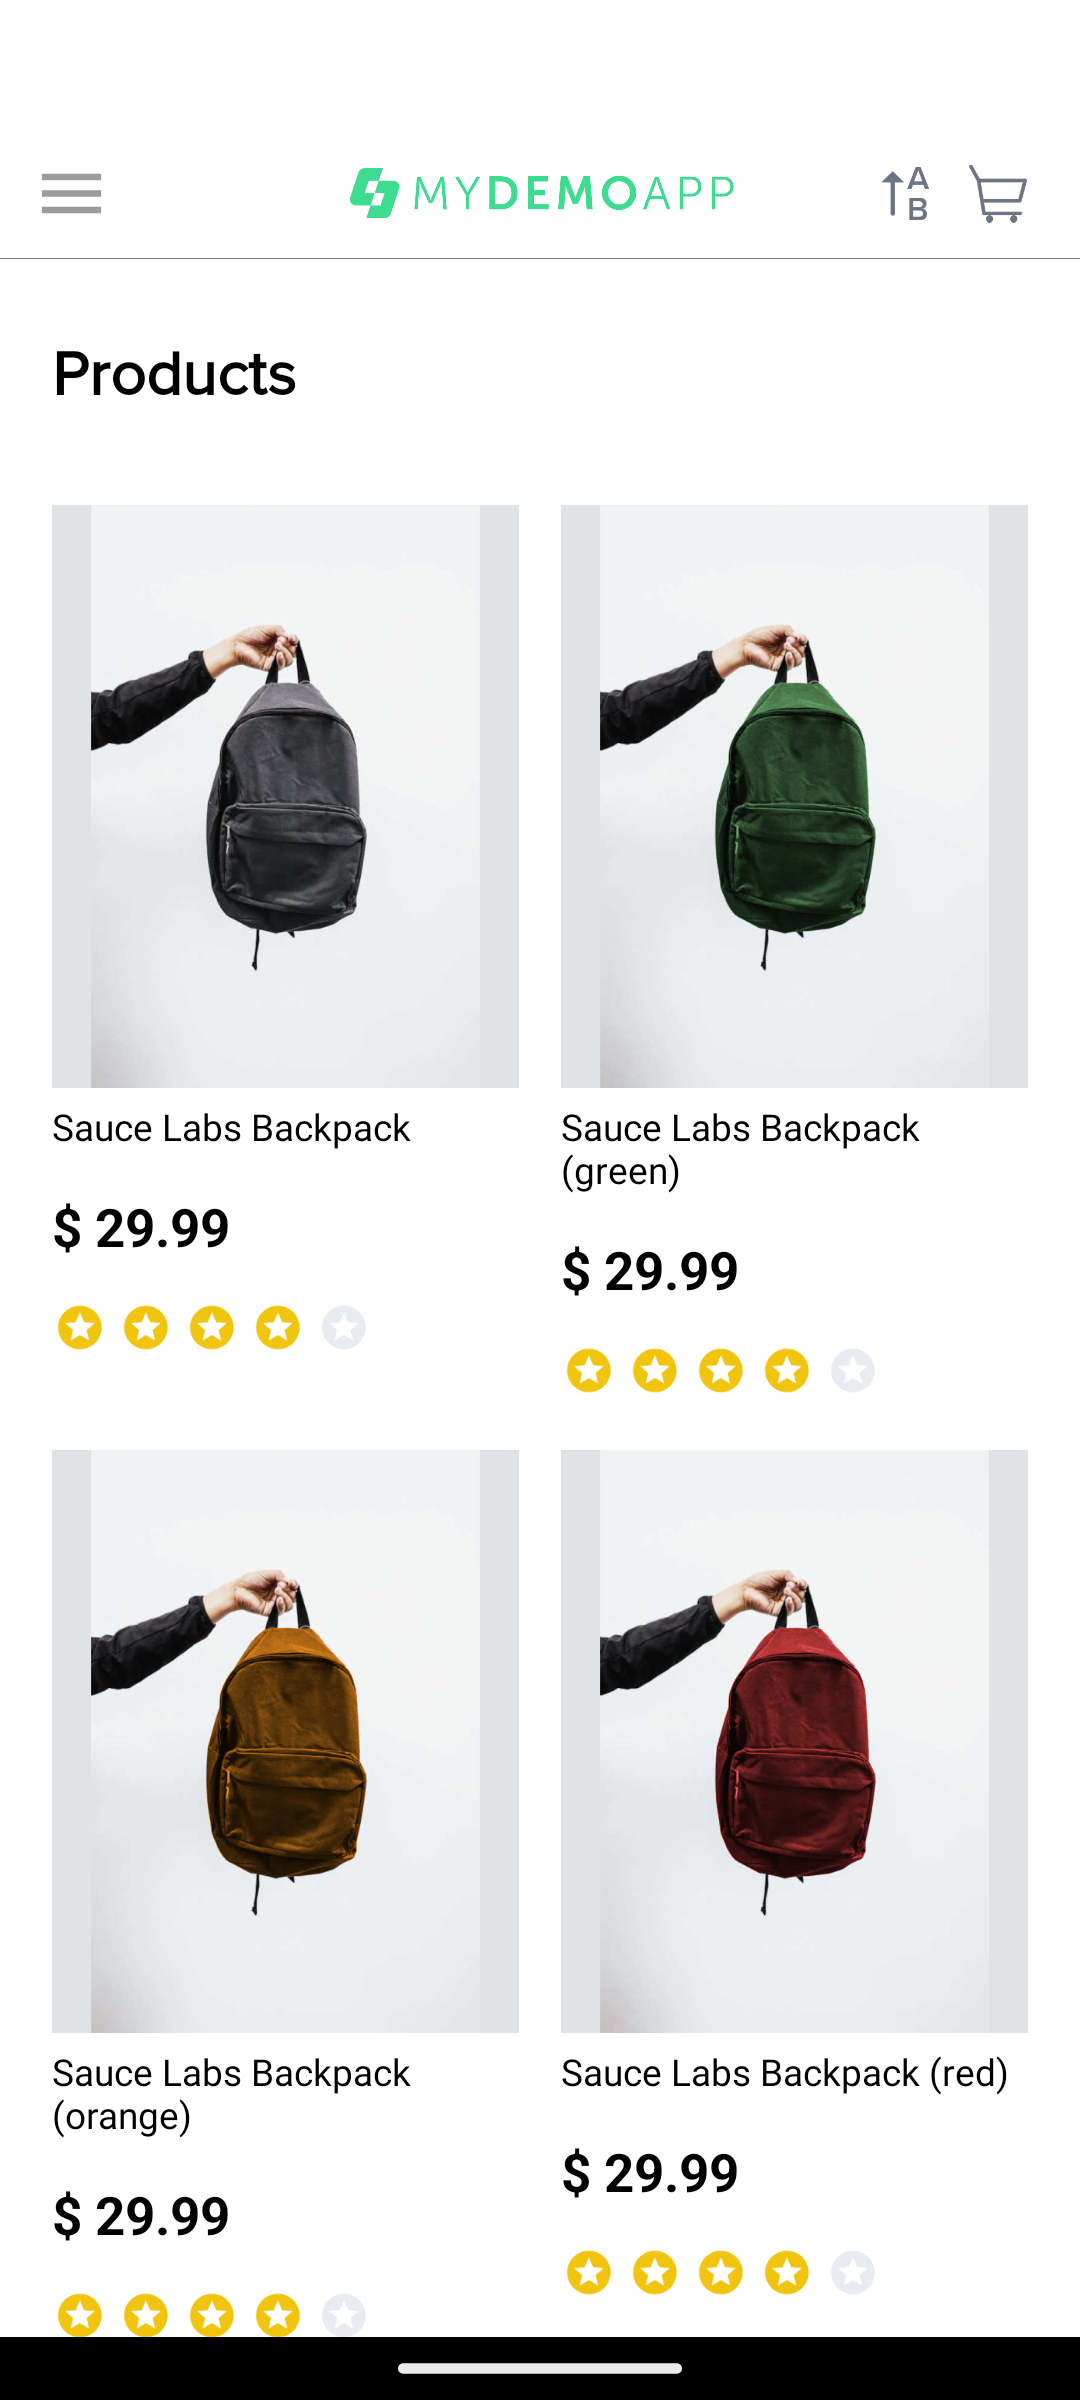 MYDEMOAPP
A
B
Products
Sauce Labs Backpack
$ 29.99
Sauce Labs Backpack
(green)
$ 29.99
Sauce Labs Backpack
(orange)
$ 29.99
Sauce Labs Backpack (red)
$ 29.99